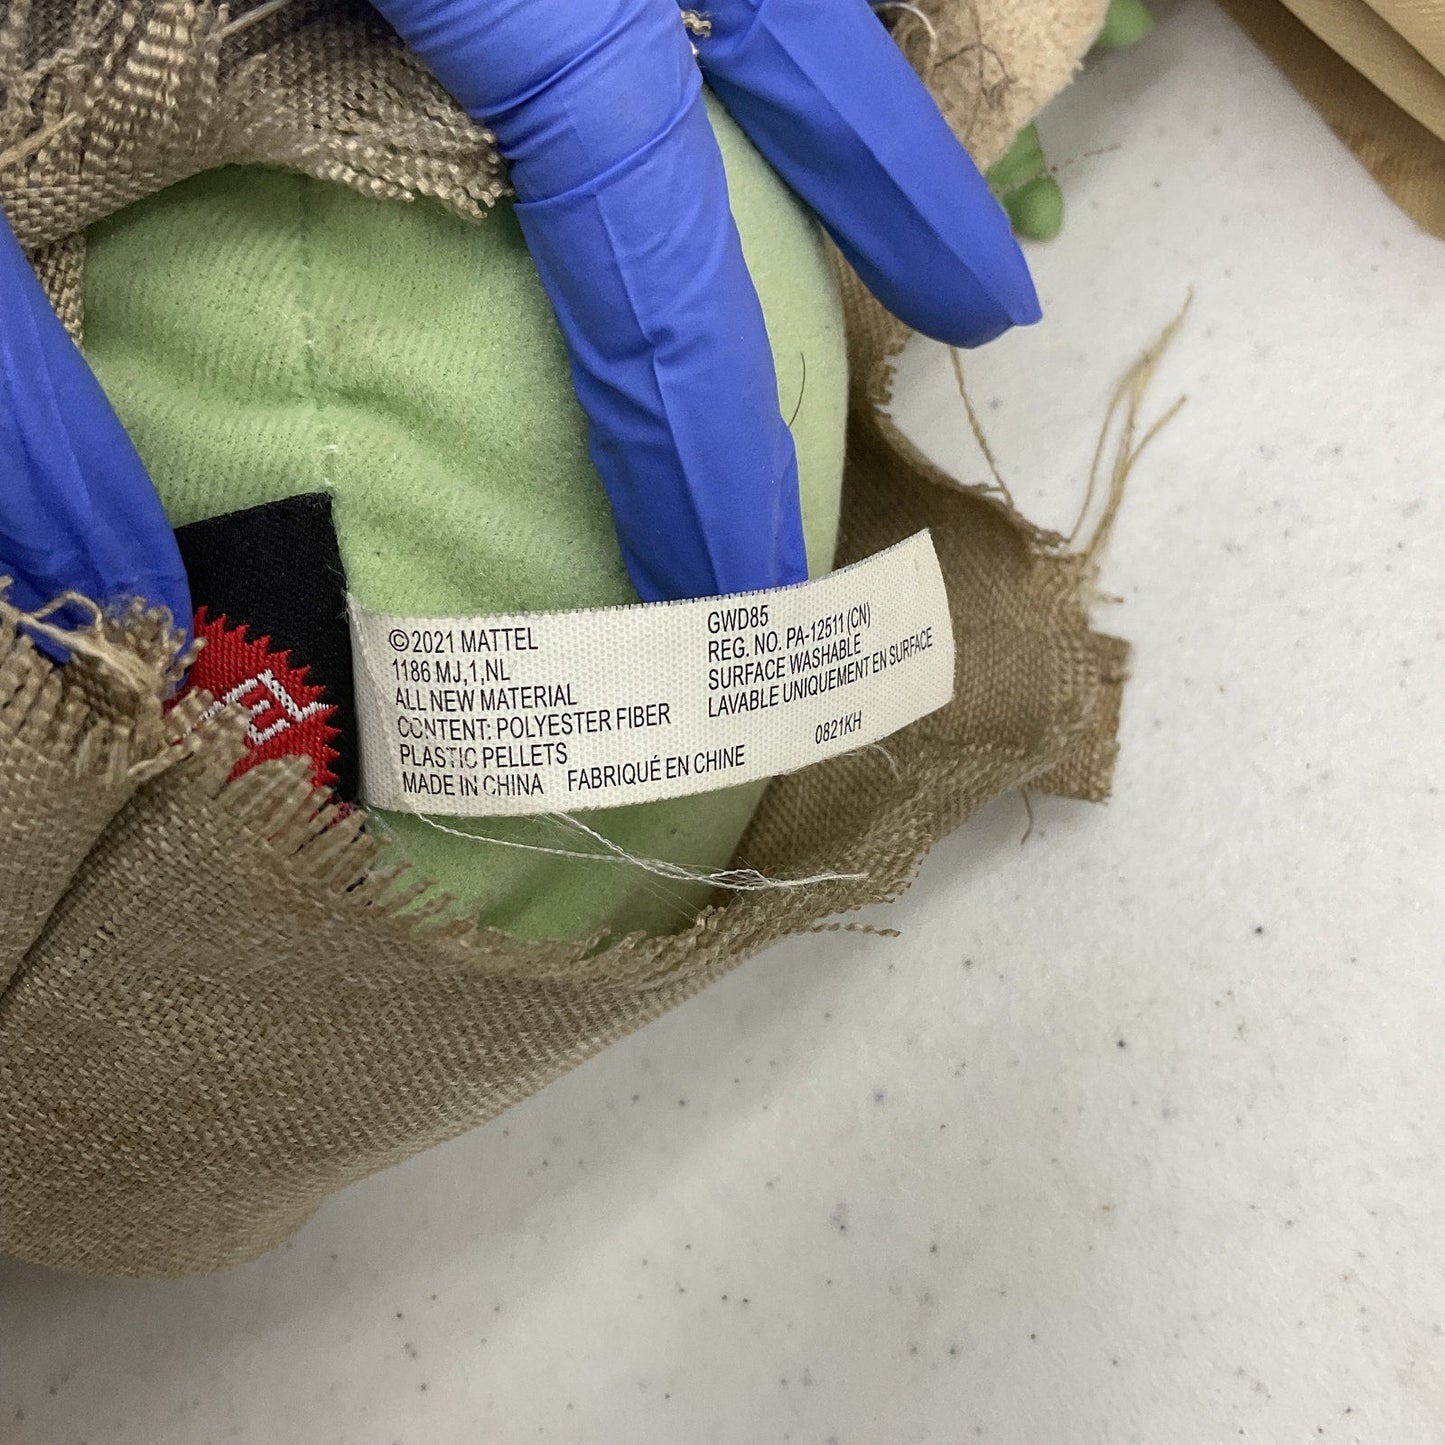 ©2021 MATTEL
1186 MJ,1,NL
ALL NEW MATERIAL
CONTENT: POLYESTER FIBER
PLASTIC PELLETS
MADE IN CHINA FABRIQUÉ EN CHINE
GWD85
REG. NO. PA-12511 (CN)
SURFACE WASHABLE
LAVABLE UNIQUEMENT EN SURFACE
0821KH